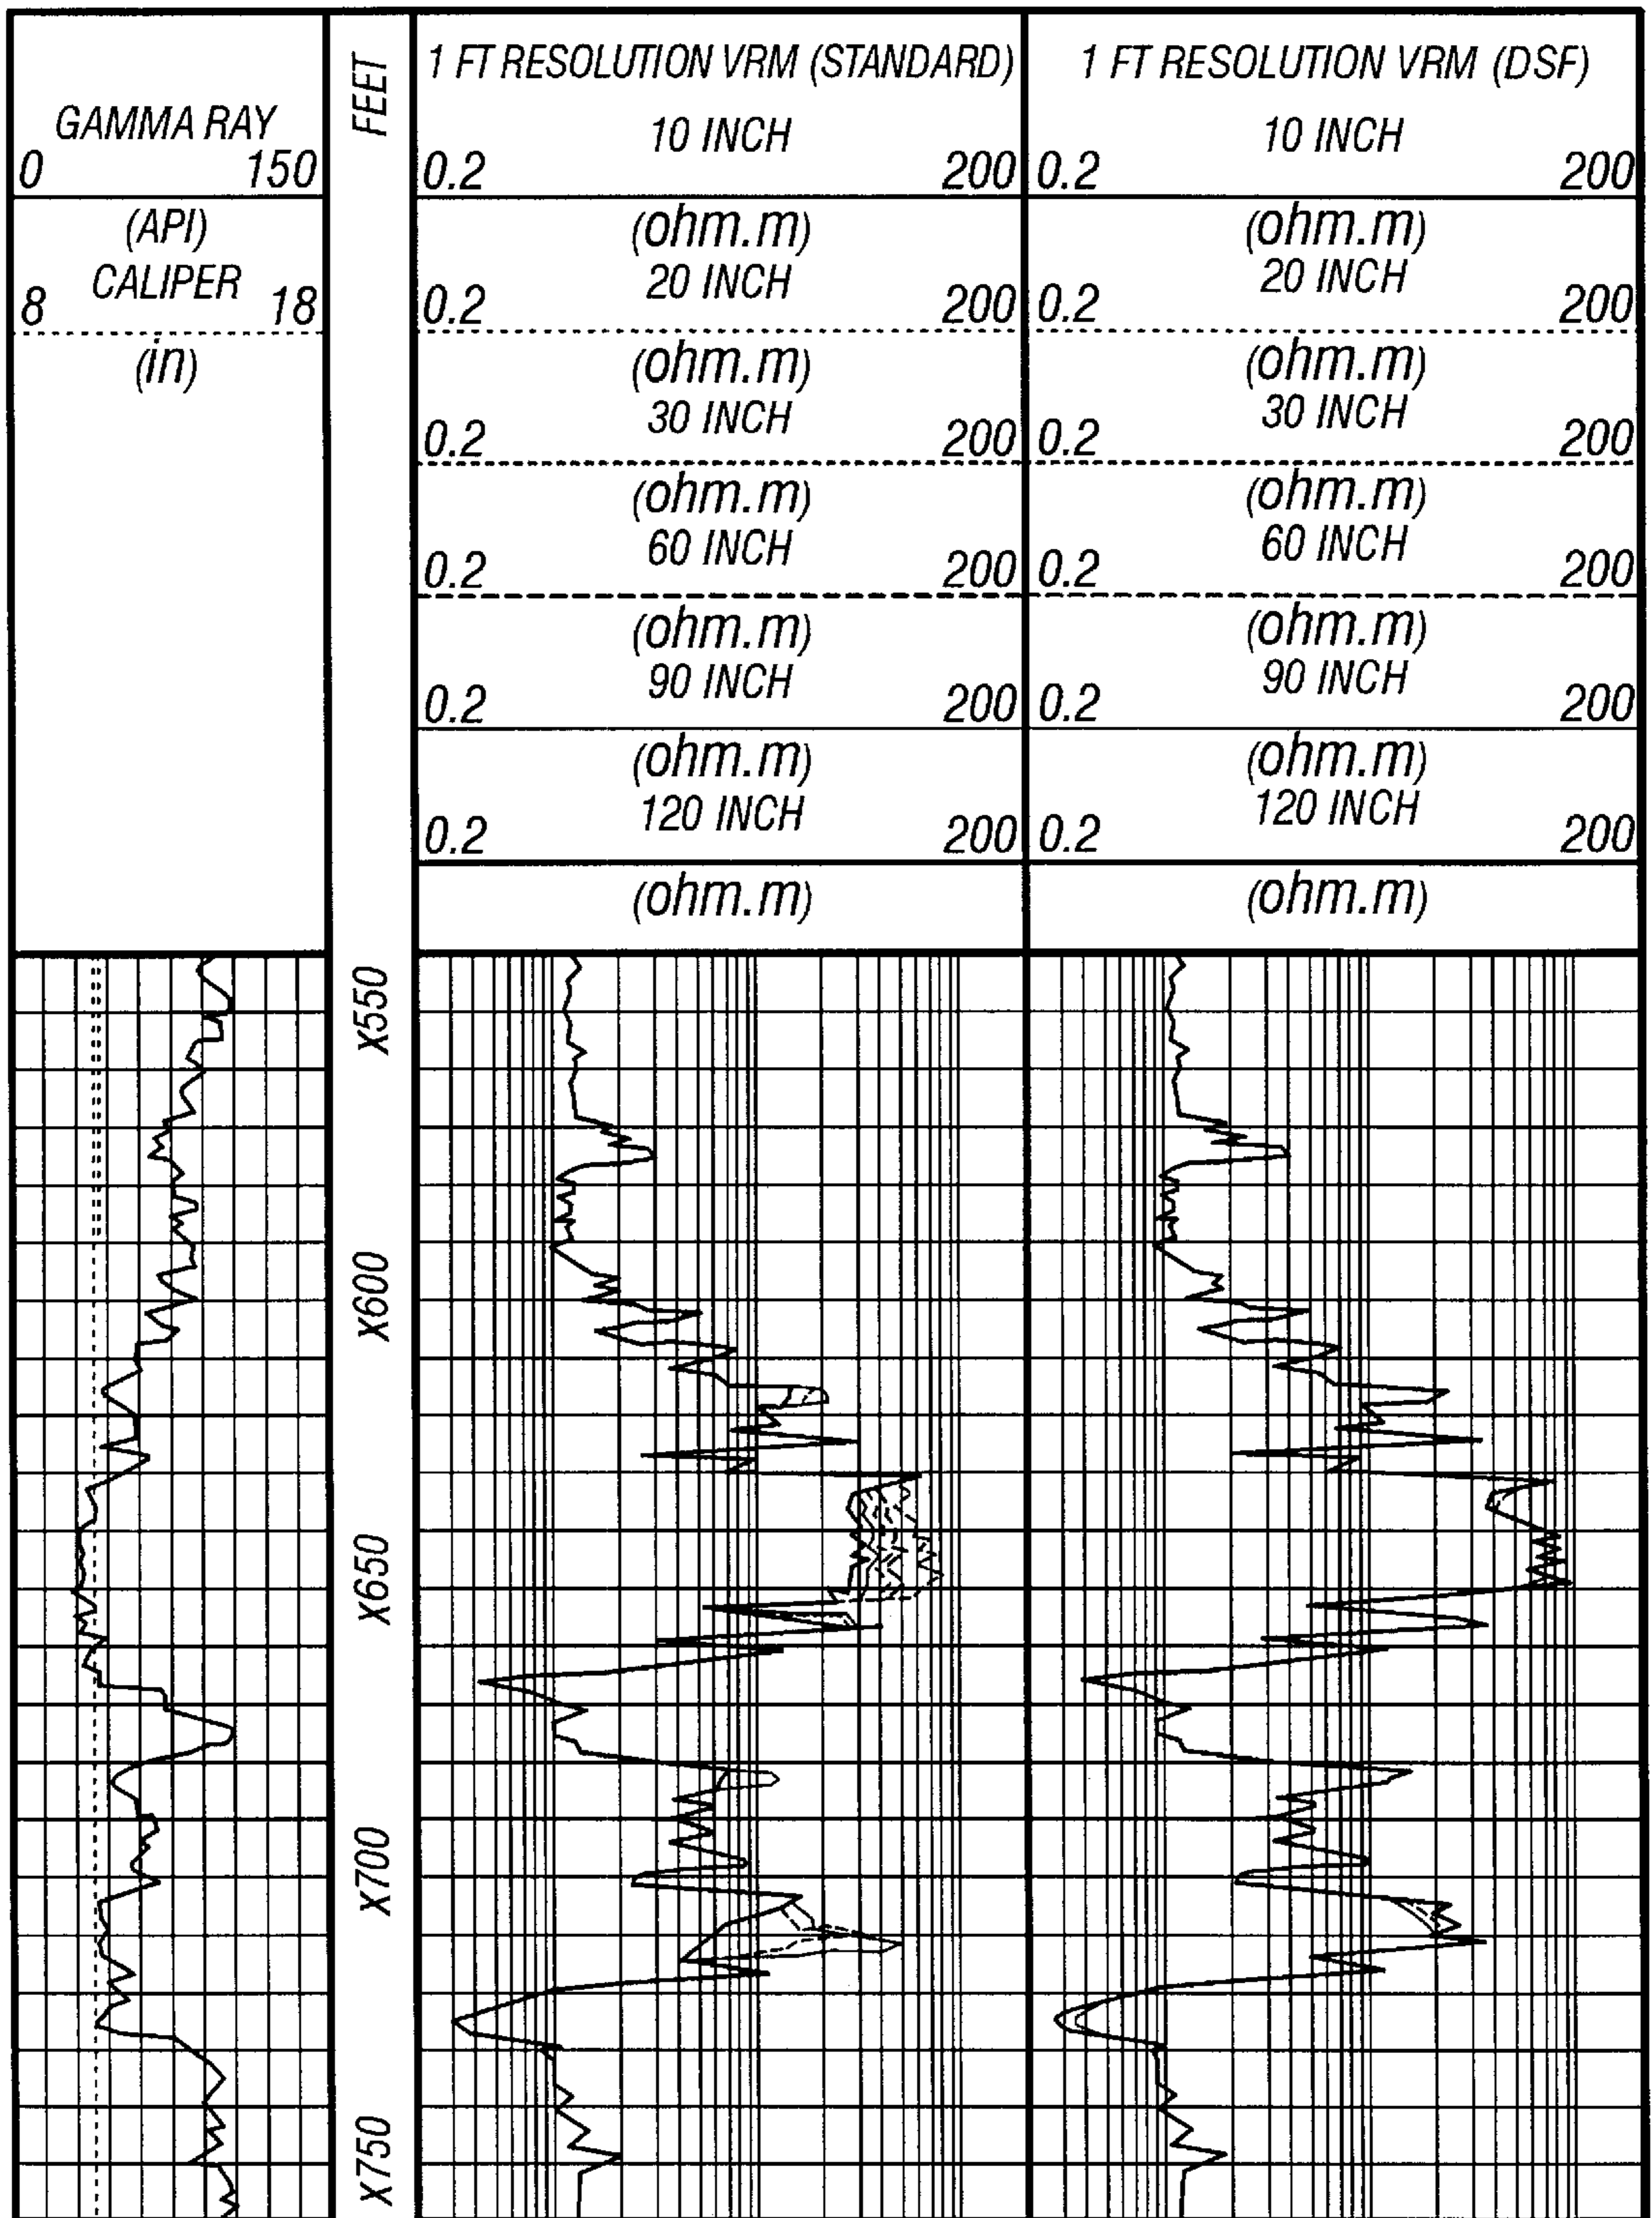 GAMMA RAY
0 150
(API)
CALIPER
8 18
(in)
FEET
1 FT RESOLUTION VRM (STANDARD)
10 INCH
0.2 200
(ohm.m)
20 INCH
0.2 200
(ohm.m)
30 INCH
0.2 200
(ohm.m)
60 INCH
0.2 200
(ohm.m)
90 INCH
0.2 200
(ohm.m)
120 INCH
0.2 200
(ohm.m)
1 FT RESOLUTION VRM (DSF)
10 INCH
0.2 200
(ohm.m)
20 INCH
0.2 200
(ohm.m)
30 INCH
0.2 200
(ohm.m)
60 INCH
0.2 200
(ohm.m)
90 INCH
0.2 200
(ohm.m)
120 INCH
0.2 200
(ohm.m)
X550
X600
X650
X700
X750